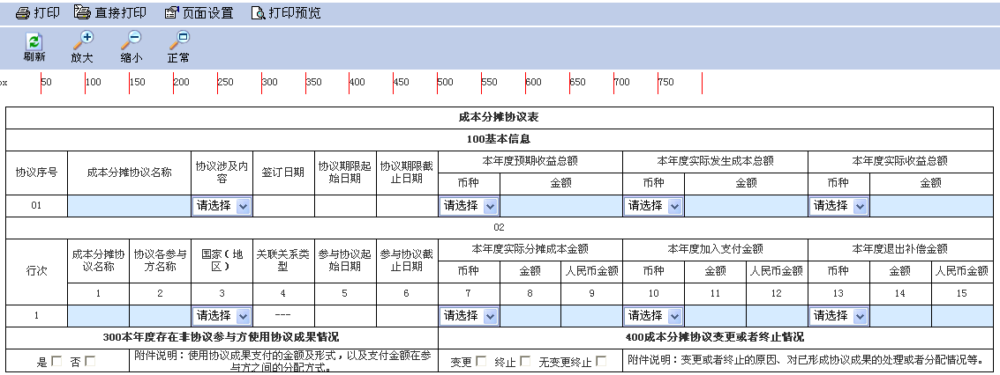 打印 直接打印 页面设置 打印预览
刷新 放大 缩小 正常
ox 50 100 150 200 250 300 350 400 450 500 550 600 650 700 750
成本分摊协议表
100基本信息
协议序号 成本分摊协议名称 协议涉及内容 签订日期 协议期限起始日期 协议期限截止日期 本年度预期收益总额 本年度实际发生成本总额 本年度实际收益总额
币种 金额 币种 金额 币种 金额
01 请选择 请选择 请选择 请选择
02
行次 成本分摊协议名称 协议各参与方名称 国家(地区) 关联关系类型 参与协议起始日期 参与协议截止日期 本年度实际分摊成本金额 本年度加入支付金额 本年度退出补偿金额
币种 金额 人民币金额 币种 金额 人民币金额 币种 金额 人民币金额
1 2 3 4 5 6 7 8 9 10 11 12 13 14 15
1 请选择 --- 请选择 请选择 请选择
300本年度存在非协议参与方使用协议成果情况 400成本分摊协议变更或者终止情况
是 否 附件说明:使用协议成果支付的金额及形式,以及支付金额在参与方之间的分配方式。 变更 终止 无变更终止 附件说明:变更或者终止的原因、对已形成协议成果的处理或者分配情况等。